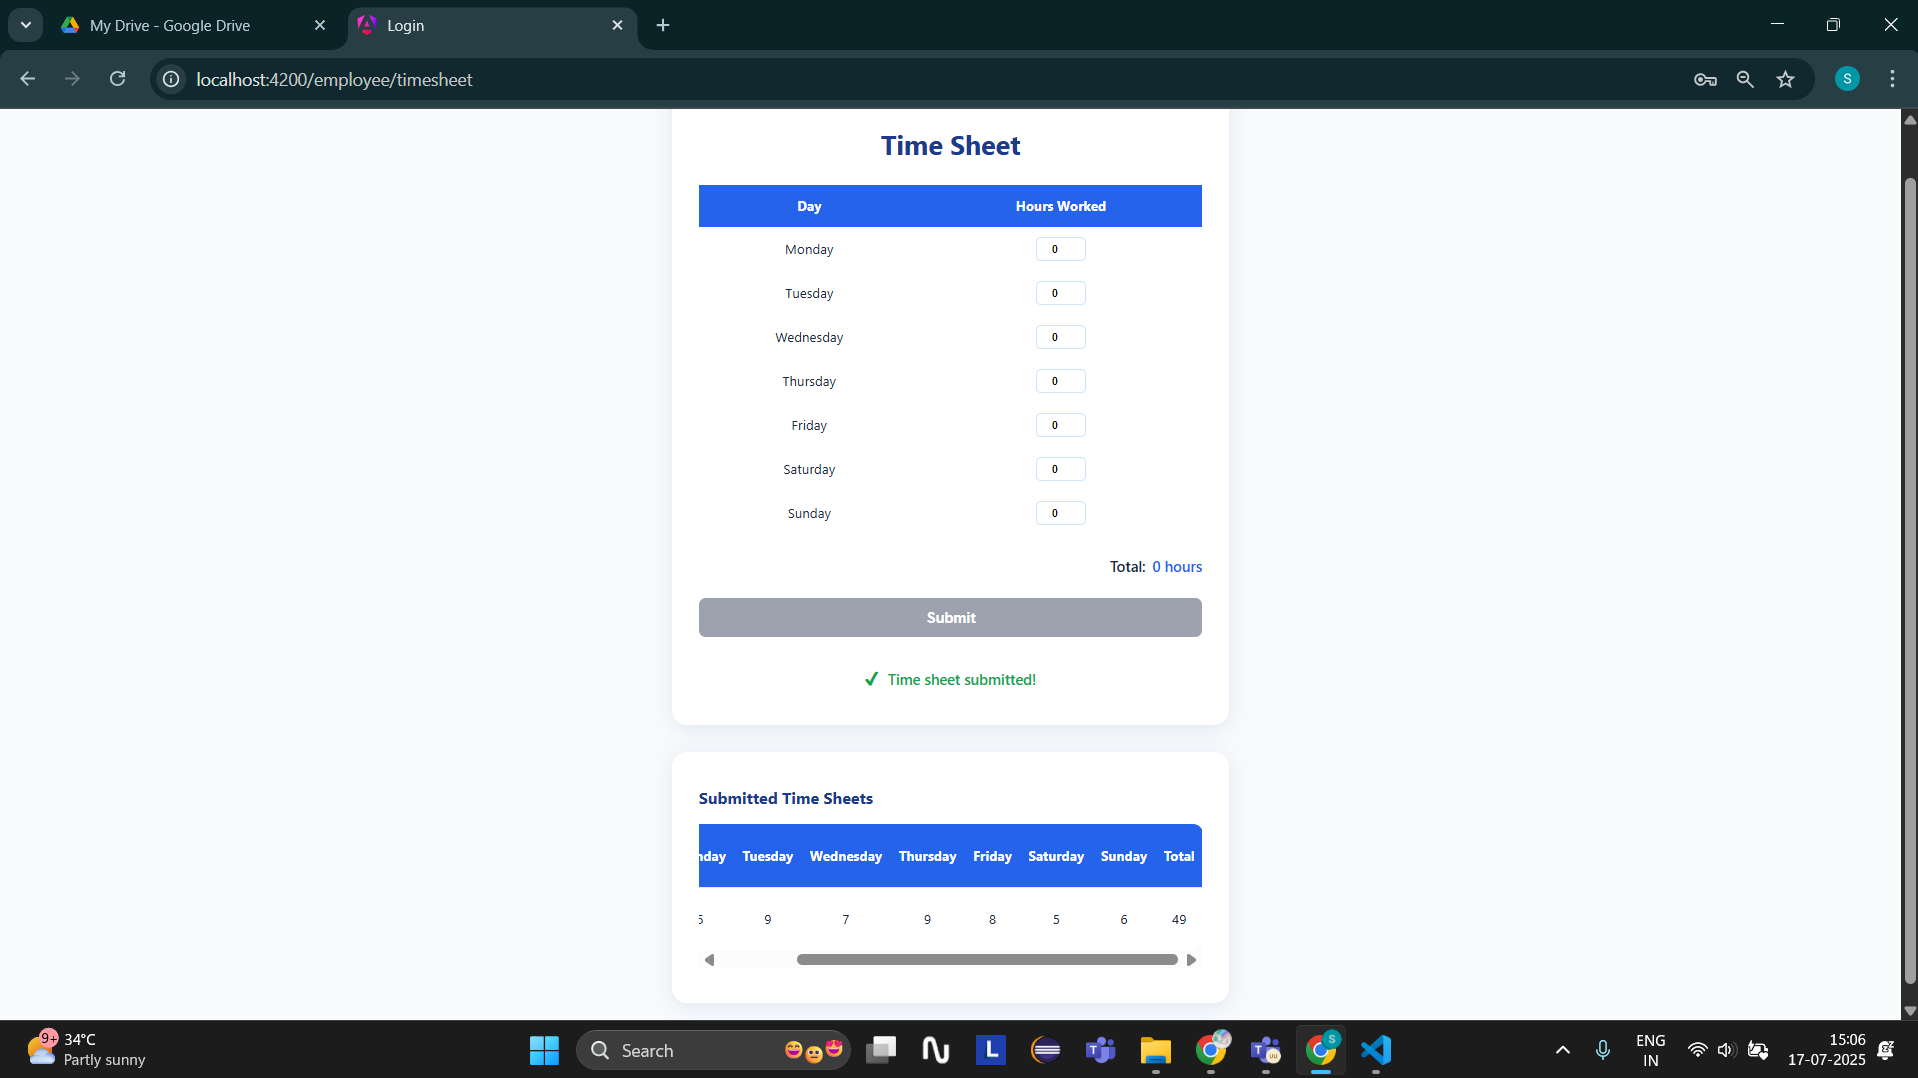 My Drive - Google Drive
Login
localhost:4200/employee/timesheet
S
Time Sheet
Day Hours Worked
Monday 0
Tuesday 0
Wednesday 0
Thursday 0
Friday 0
Saturday 0
Sunday 0
Total: 0 hours
Submit
✓ Time sheet submitted!
Submitted Time Sheets
nday Tuesday Wednesday Thursday Friday Saturday Sunday Total
5 9 7 9 8 5 6 49
9+
34°C
Partly sunny
Search
L
T
T
S
ENG
IN
15:06
17-07-2025